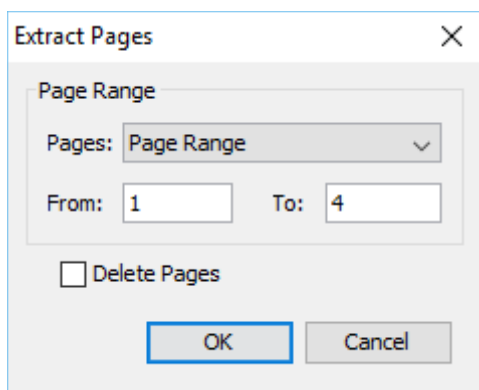 Extract Pages
Page Range
Pages: Page Range
From: 1 To: 4
Delete Pages
OK Cancel